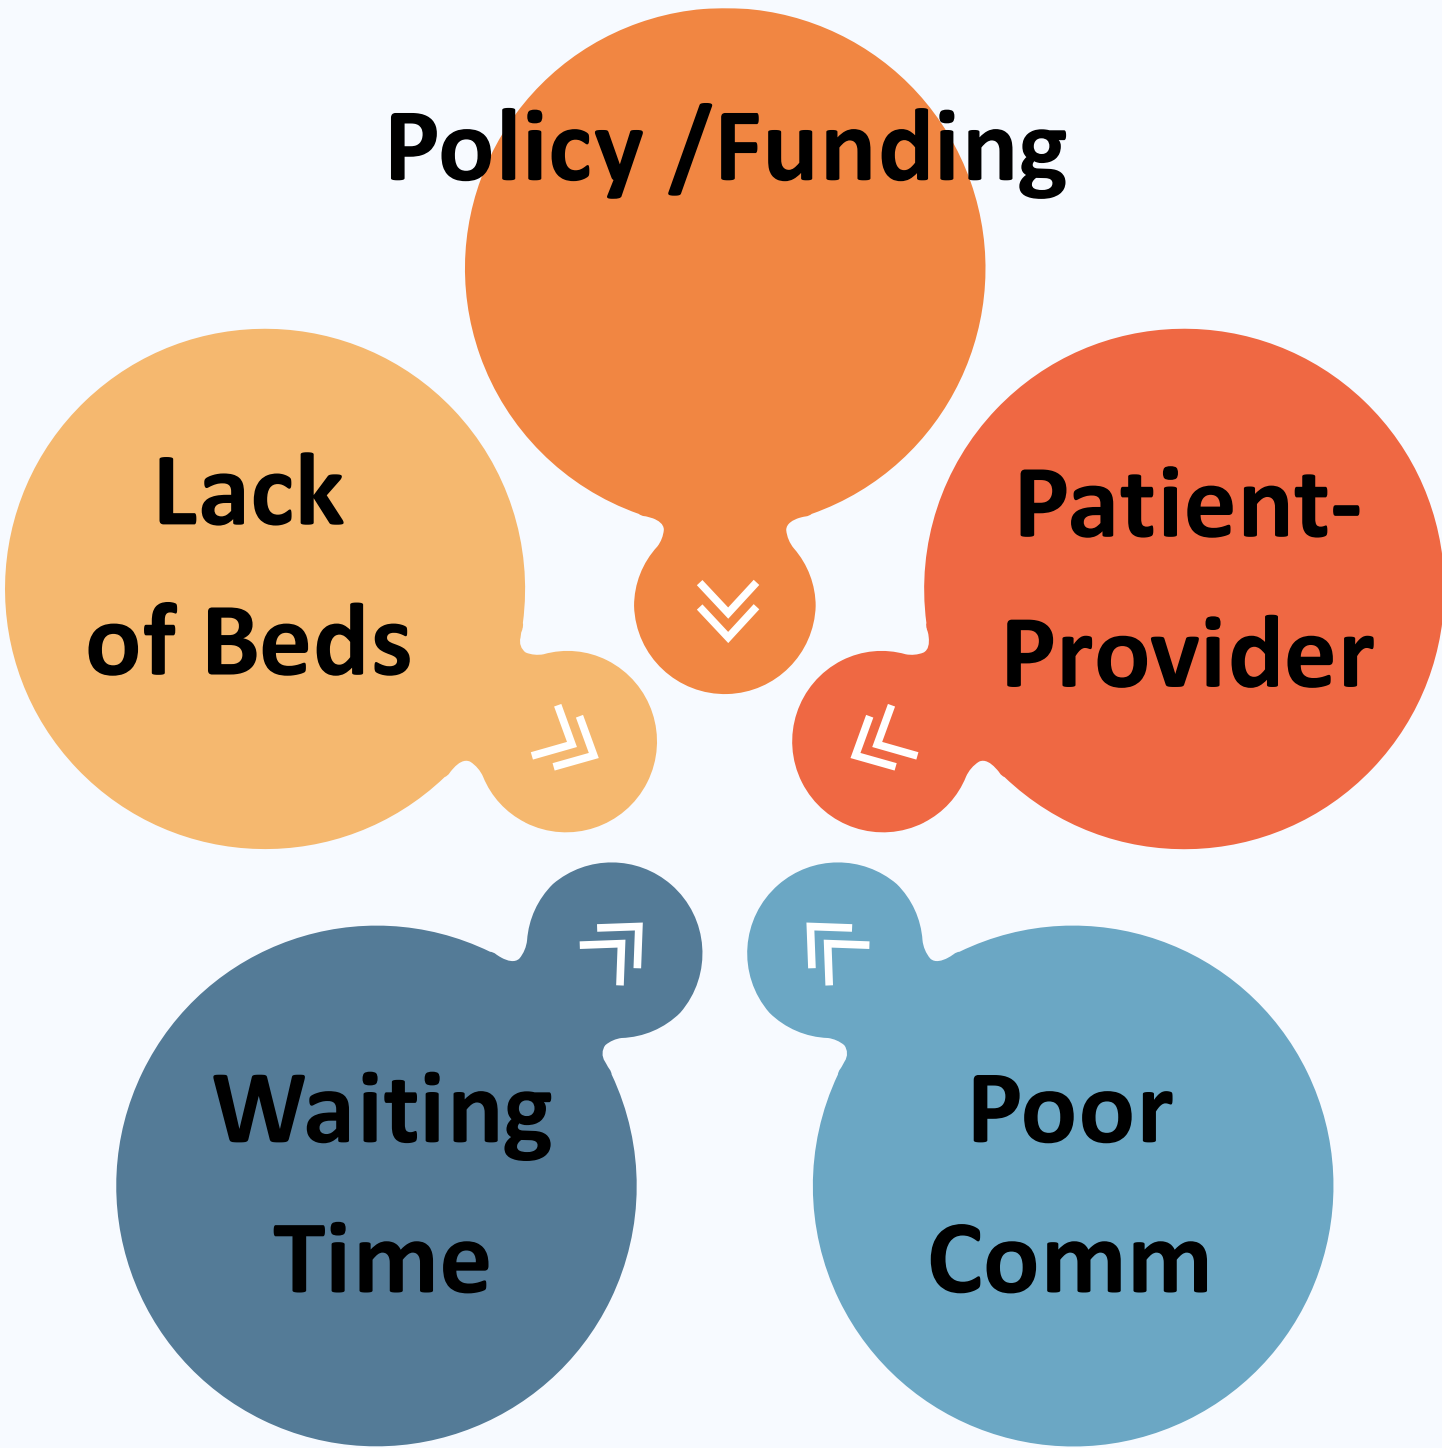 Policy /Funding
Lack
of Beds
Patient-
Provider
Waiting
Time
Poor
Comm